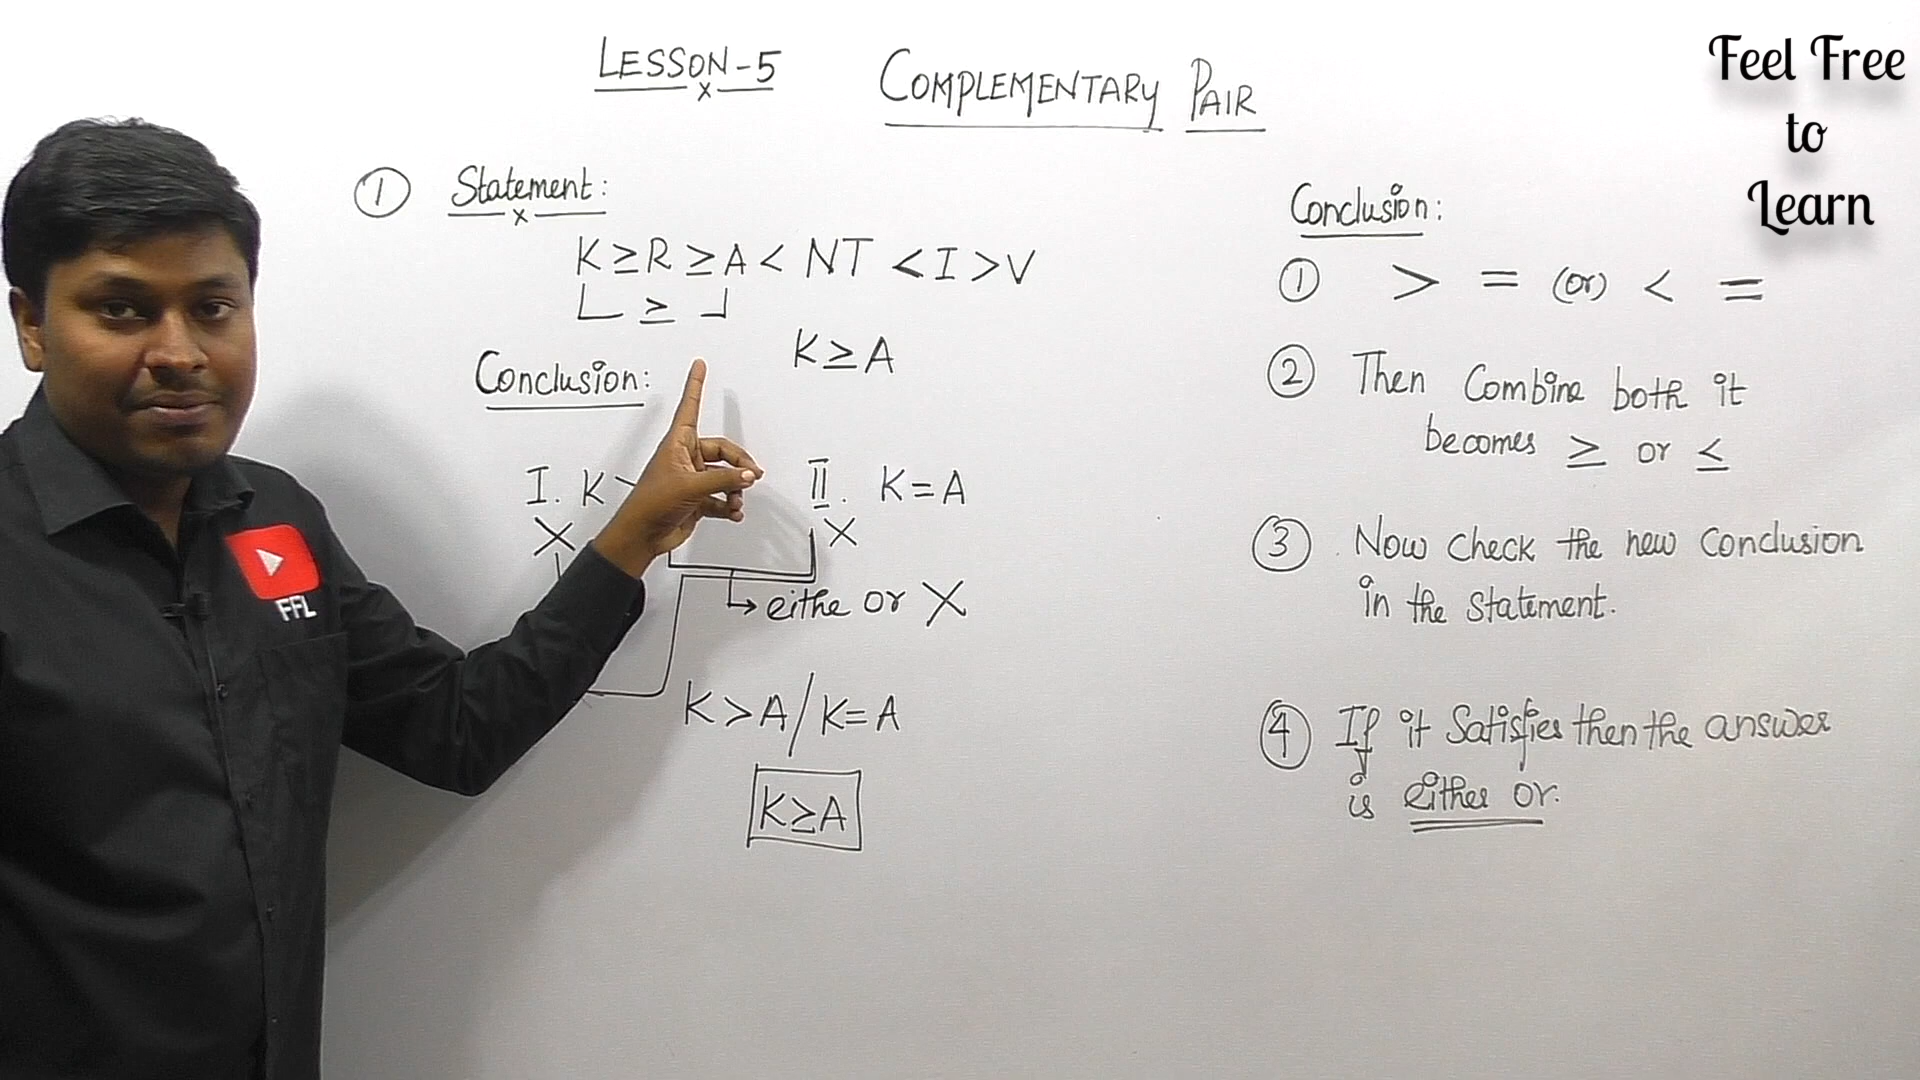 LESSON-5
COMPLEMENTARY PAIR
Feel Free
to
Learn
① Statement:
K ≥ R ≥ A < NT < I > V
≥
K ≥ A
Conclusion:
I. K >
II. K = A
X
X
eithe or X
K > A / K = A
K ≥ A
Conclusion:
① > = (or) < =
② Then Combine both it
becomes ≥ or ≤
③ Now check the new Conclusion
in the statement.
④ If it Satisfies then the answer
is either or.
FFL